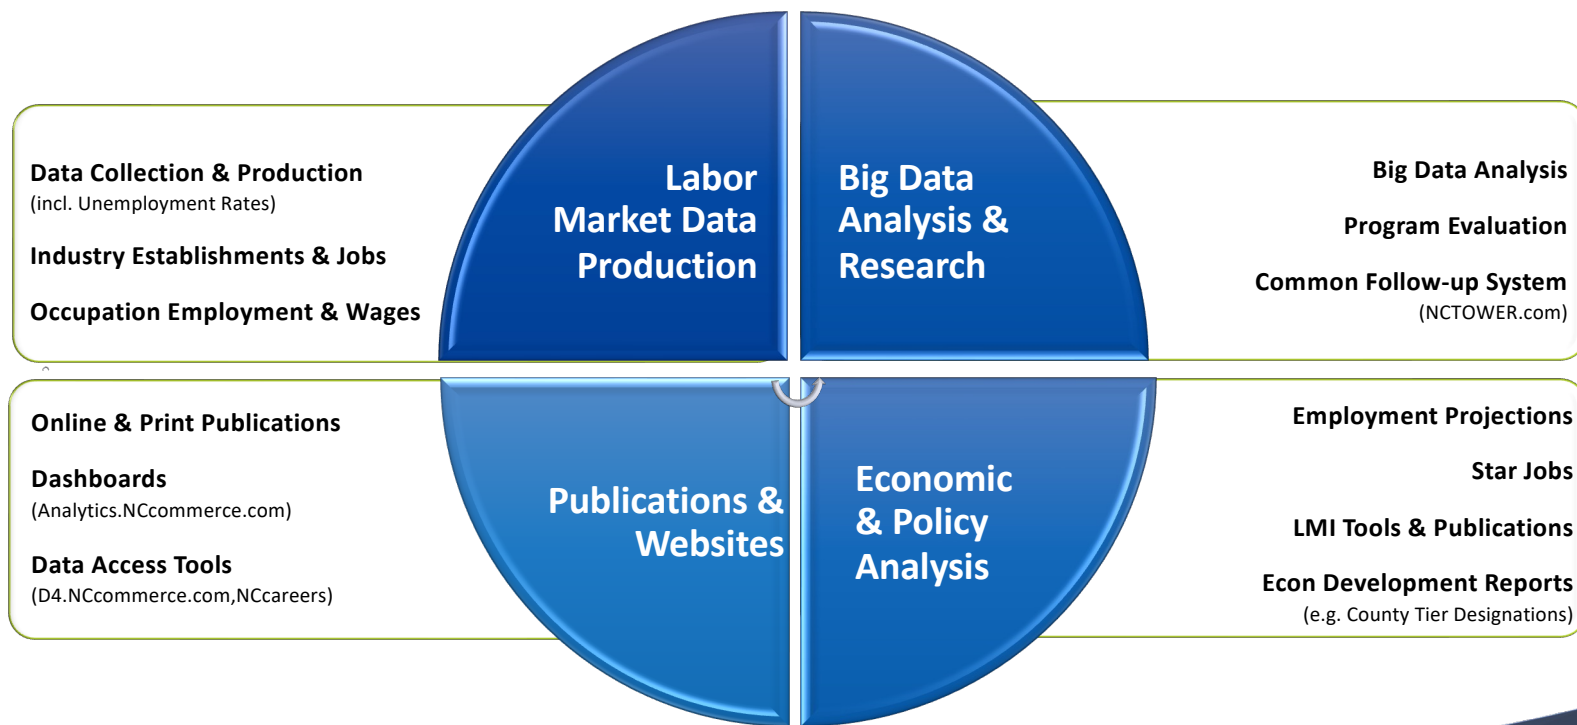 Labor
Market Data
Production
Data Collection & Production
(incl. Unemployment Rates)
Industry Establishments & Jobs
Occupation Employment & Wages
Big Data
Analysis &
Research
Big Data Analysis
Program Evaluation
Common Follow-up System
(NCTOWER.com)
Publications &
Websites
Online & Print Publications
Dashboards
(Analytics.NCcommerce.com)
Data Access Tools
(D4.NCcommerce.com,NCcareers)
Economic
& Policy
Analysis
Employment Projections
Star Jobs
LMI Tools & Publications
Econ Development Reports
(e.g. County Tier Designations)